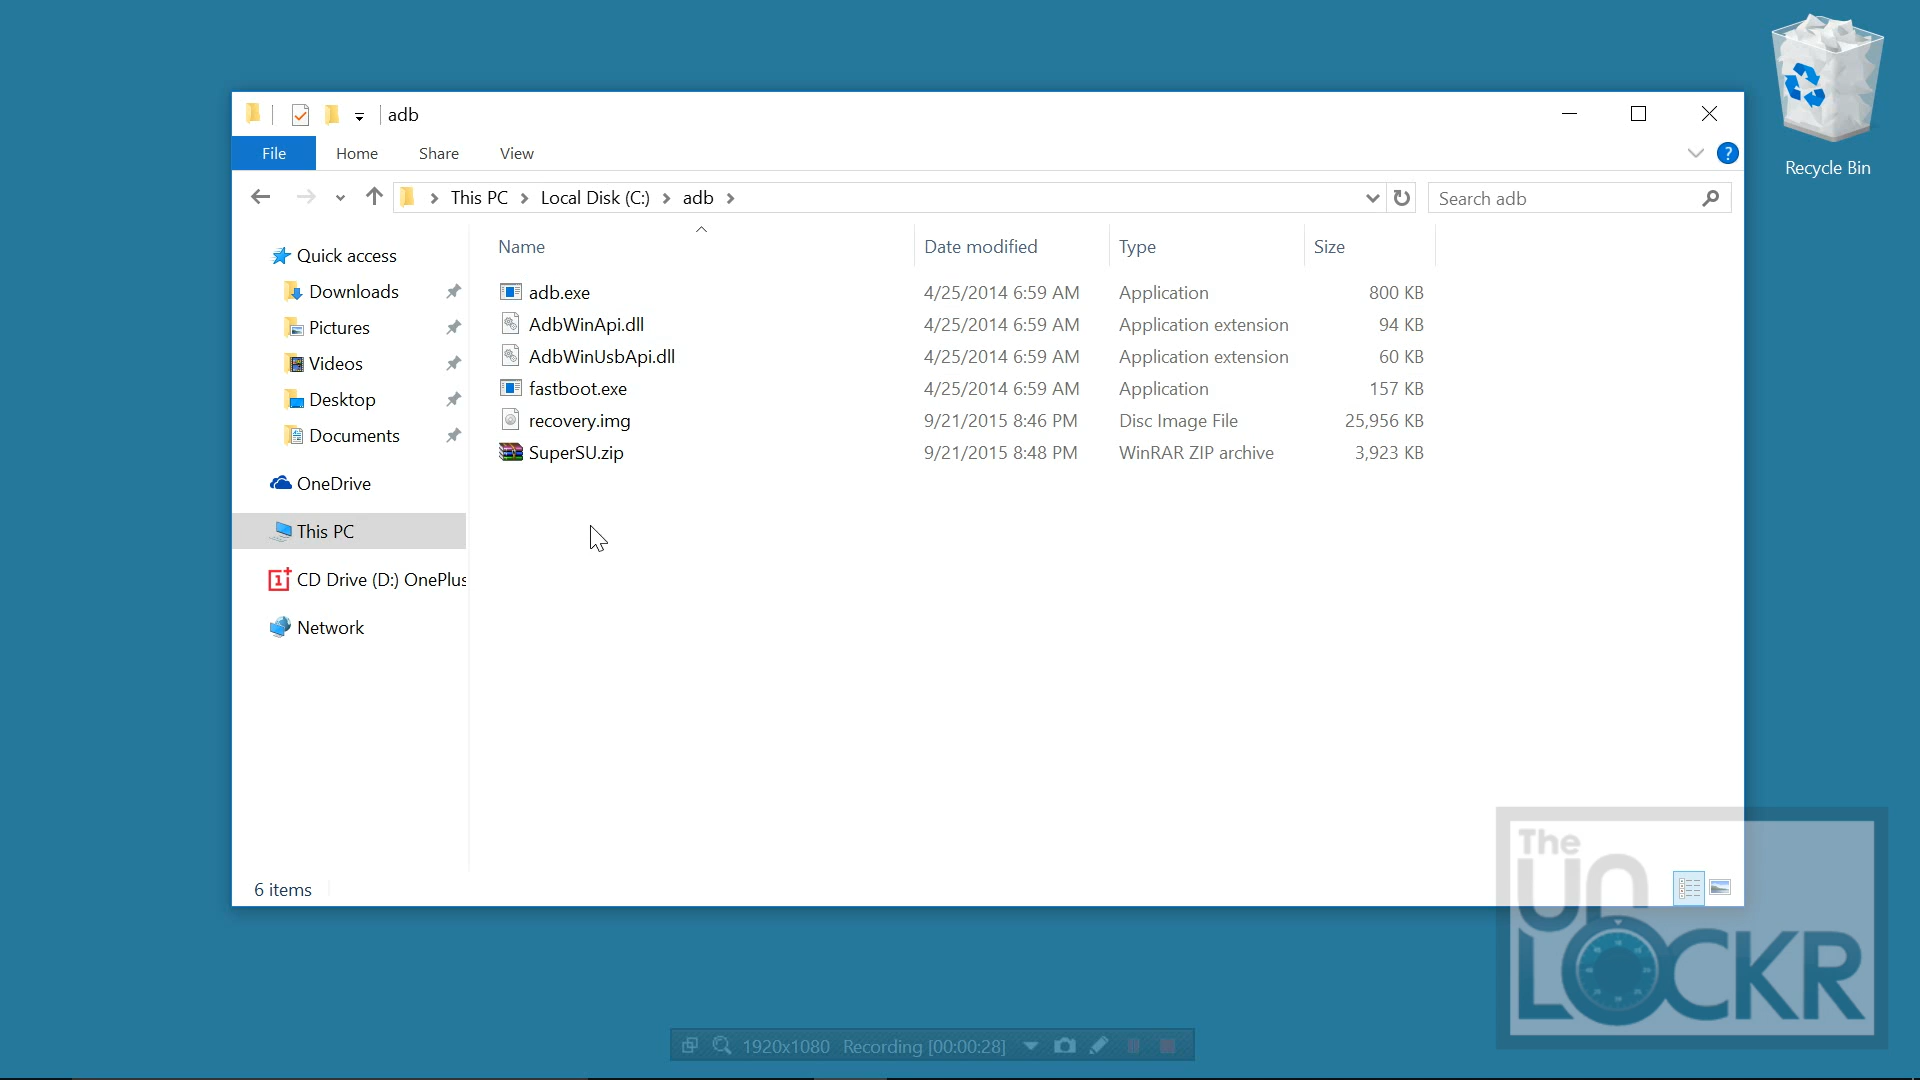 adb
Recycle Bin
File Home Share View
This PC Local Disk (C:) adb
Search adb
Name Date modified Type Size
Quick access
Downloads
Pictures
Videos
Desktop
Documents
OneDrive
This PC
CD Drive (D:) OnePlus
Network
adb.exe 4/25/2014 6:59 AM Application 800 KB
AdbWinApi.dll 4/25/2014 6:59 AM Application extension 94 KB
AdbWinUsbApi.dll 4/25/2014 6:59 AM Application extension 60 KB
fastboot.exe 4/25/2014 6:59 AM Application 157 KB
recovery.img 9/21/2015 8:46 PM Disc Image File 25,956 KB
SuperSU.zip 9/21/2015 8:48 PM WinRAR ZIP archive 3,923 KB
6 items
The
Un
LOCKR
1920x1080 Recording [00:00:28]